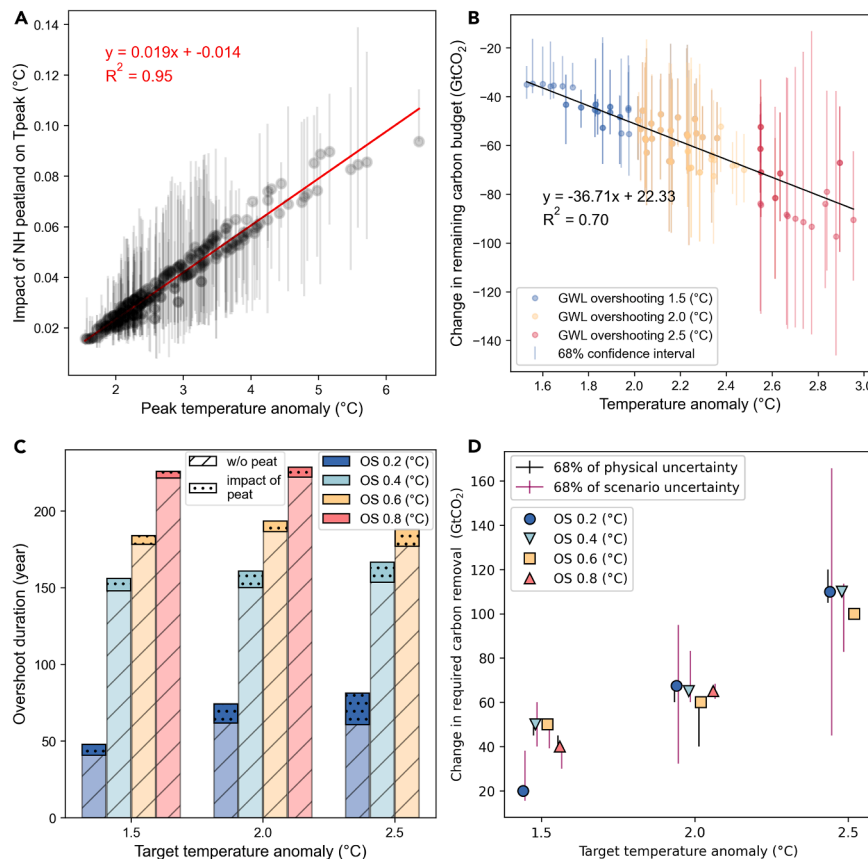 A
y = 0.019x + -0.014
R² = 0.95
Impact of NH peatland on Tpeak (°C)
0.14
0.12
0.10
0.08
0.06
0.04
0.02
2
3
4
5
6
Peak temperature anomaly (°C)
B
Change in remaining carbon budget (GtCO₂)
−20
−40
−60
−80
−100
−120
−140
y = -36.71x + 22.33
R² = 0.70
GWL overshooting 1.5 (°C)
GWL overshooting 2.0 (°C)
GWL overshooting 2.5 (°C)
68% confidence interval
1.6
1.8
2.0
2.2
2.4
2.6
2.8
3.0
Temperature anomaly (°C)
C
Overshoot duration (year)
200
150
100
50
0
w/o peat
impact of
peat
OS 0.2 (°C)
OS 0.4 (°C)
OS 0.6 (°C)
OS 0.8 (°C)
1.5
2.0
2.5
Target temperature anomaly (°C)
D
Change in required carbon removal (GtCO₂)
160
140
120
100
80
60
40
20
68% of physical uncertainty
68% of scenario uncertainty
OS 0.2 (°C)
OS 0.4 (°C)
OS 0.6 (°C)
OS 0.8 (°C)
1.5
2.0
2.5
Target temperature anomaly (°C)